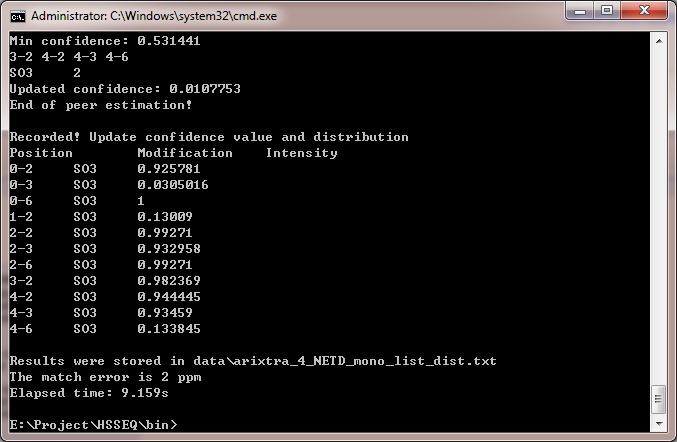 Administrator: C:\Windows\system32\cmd.exe
Min confidence: 0.531441
3-2 4-2 4-3 4-6
SO3 2
Updated confidence: 0.0107753
End of peer estimation!
Recorded! Update confidence value and distribution
Position Modification Intensity
0-2 SO3 0.925781
0-3 SO3 0.0305016
0-6 SO3 1
1-2 SO3 0.13009
2-2 SO3 0.99271
2-3 SO3 0.932958
2-6 SO3 0.99271
3-2 SO3 0.982369
4-2 SO3 0.944445
4-3 SO3 0.93459
4-6 SO3 0.133845
Results were stored in data\arixtra_4_NETD_mono_list_dist.txt
The match error is 2 ppm
Elapsed time: 9.159s
E:\Project\HSSEQ\bin>